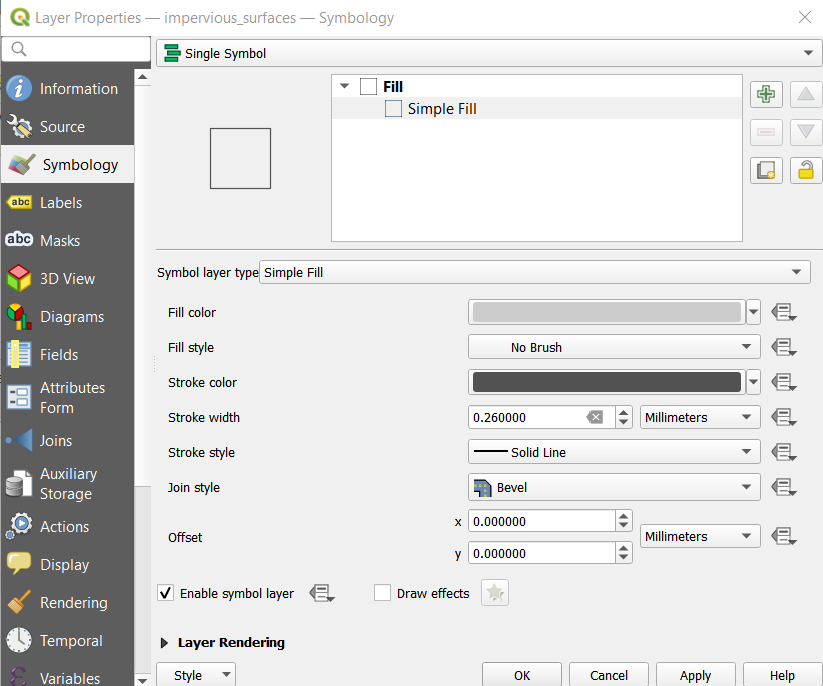 Layer Properties — impervious_surfaces — Symbology
Single Symbol
Information
Source
Symbology
abc Labels
abc Masks
3D View
Diagrams
Fields
Attributes
Form
Joins
Auxiliary
Storage
Actions
Display
Rendering
Temporal
Variables
Fill
Simple Fill
Symbol layer type Simple Fill
Fill color
Fill style No Brush
Stroke color
Stroke width 0.260000 Millimeters
Stroke style Solid Line
Join style Bevel
Offset x 0.000000 Millimeters
y 0.000000
Enable symbol layer Draw effects
Layer Rendering
Style OK Cancel Apply Help